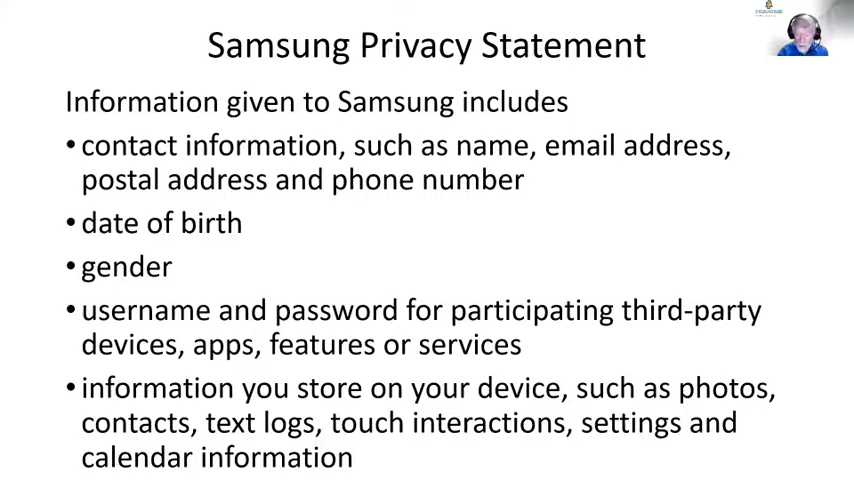 Samsung Privacy Statement
Information given to Samsung includes
• contact information, such as name, email address,
postal address and phone number
• date of birth
• gender
• username and password for participating third-party
devices, apps, features or services
• information you store on your device, such as photos,
contacts, text logs, touch interactions, settings and
calendar information